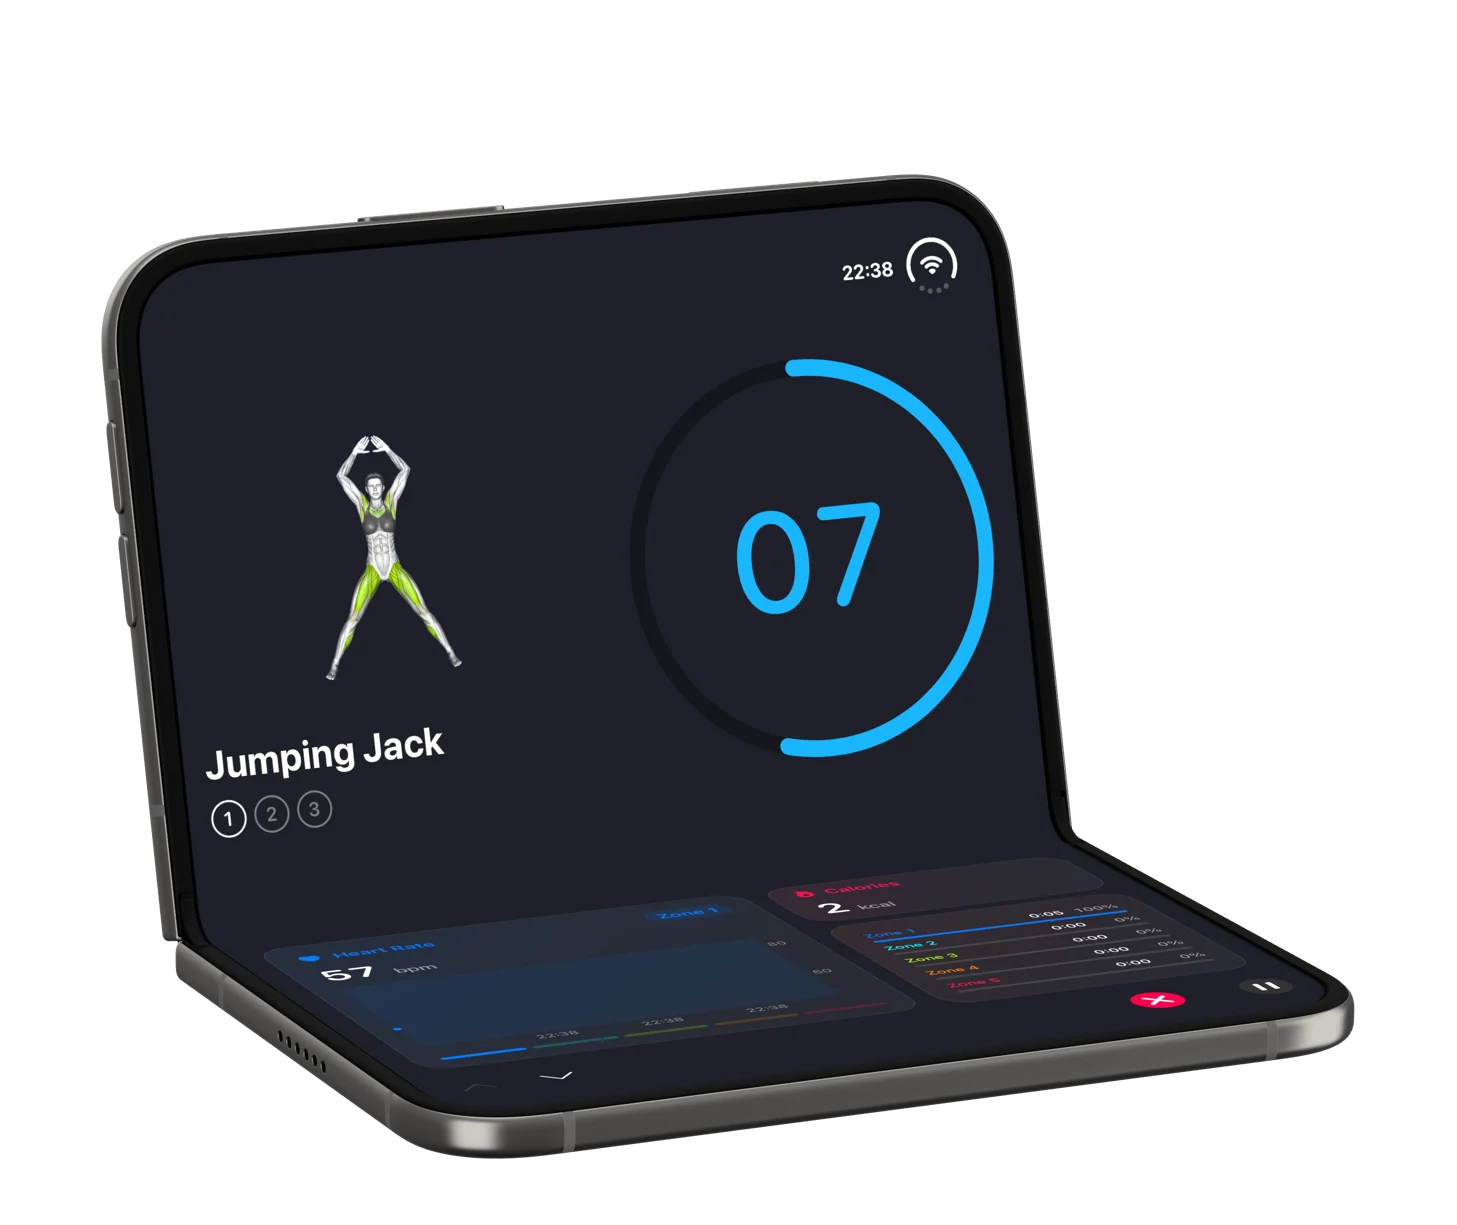 22:38
07
Jumping Jack
1 2 3
Heart Rate
Zone 1
57 bpm
80
60
22:38 22:38 22:38
Calories
2 kcal
Zone 1 0:05 100%
Zone 2 0:00 0%
Zone 3 0:00 0%
Zone 4 0:00 0%
Zone 5 0:00 0%